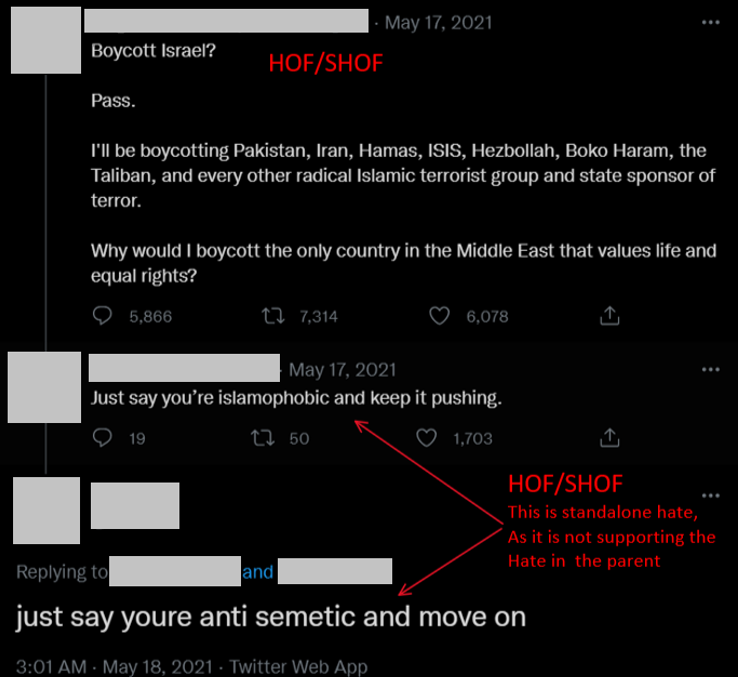 · May 17, 2021
Boycott Israel?
HOF/SHOF
Pass.
I'll be boycotting Pakistan, Iran, Hamas, ISIS, Hezbollah, Boko Haram, the
Taliban, and every other radical Islamic terrorist group and state sponsor of
terror.
Why would I boycott the only country in the Middle East that values life and
equal rights?
5,866 7,314 6,078
· May 17, 2021
Just say you're islamophobic and keep it pushing.
19 50 1,703
HOF/SHOF
This is standalone hate,
As it is not supporting the
Hate in the parent
Replying to and
just say youre anti semetic and move on
3:01 AM · May 18, 2021 · Twitter Web App